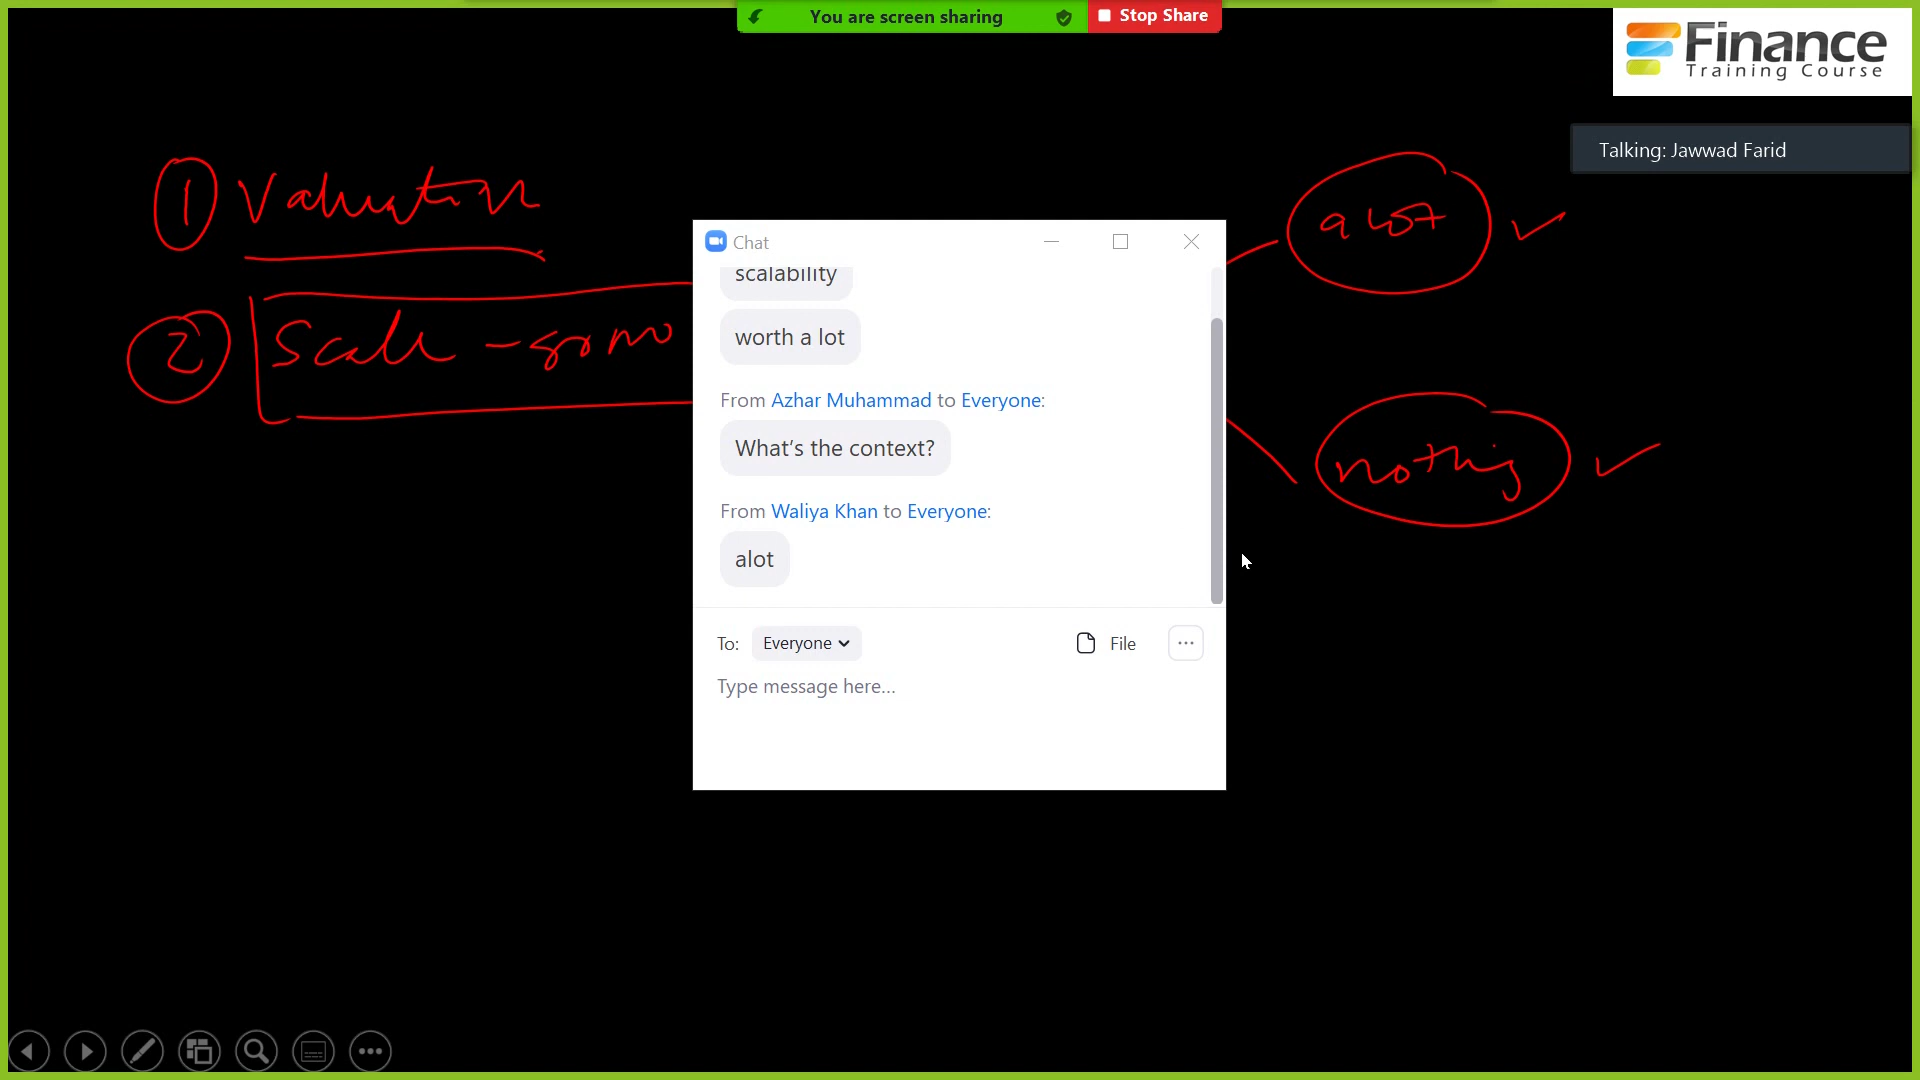 You are screen sharing
Stop Share
Finance
Training Course
Talking: Jawwad Farid
1 Valuation
a lot
2 Scale -
nothing
Chat
scalability
worth a lot
From Azhar Muhammad to Everyone:
What's the context?
From Waliya Khan to Everyone:
alot
To: Everyone
File
Type message here...